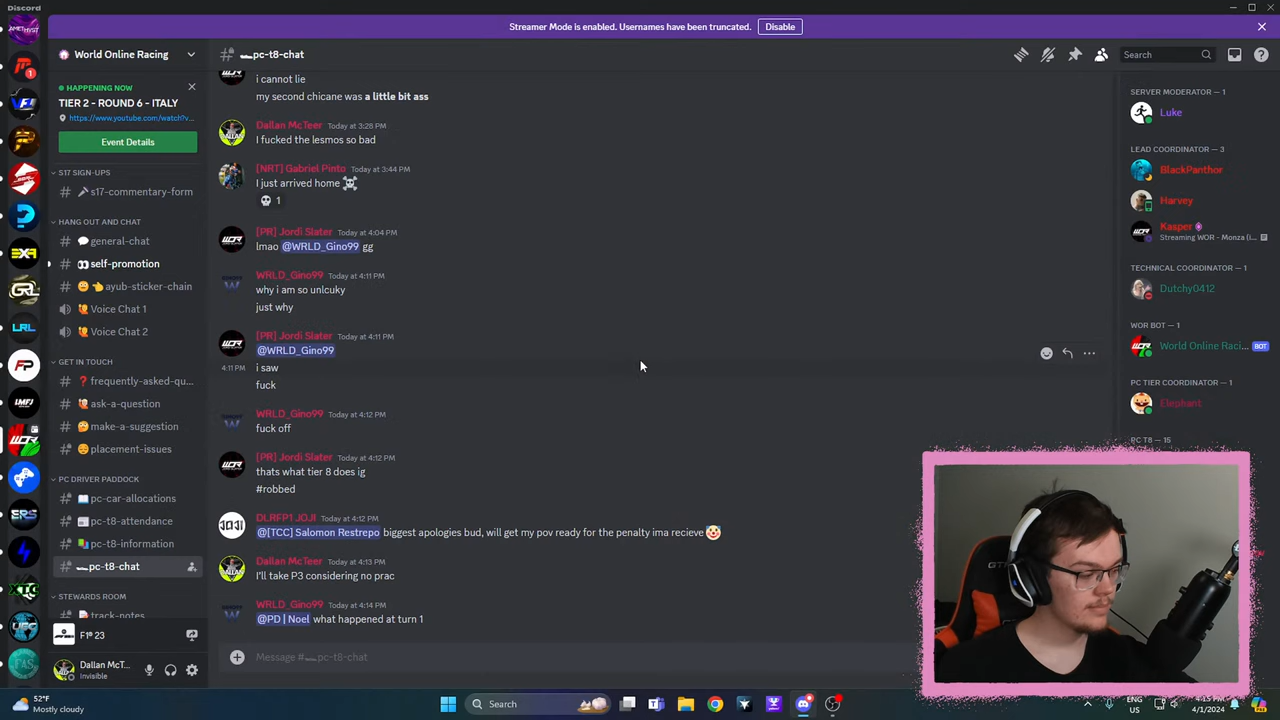 Discord
Streamer Mode is enabled. Usernames have been truncated.
Disable
World Online Racing
pc-t8-chat
Search
HAPPENING NOW
TIER 2 - ROUND 6 - ITALY
https://www.youtube.com/watch?v...
Event Details
S17 SIGN-UPS
s17-commentary-form
HANG OUT AND CHAT
general-chat
self-promotion
ayub-sticker-chain
Voice Chat 1
Voice Chat 2
GET IN TOUCH
frequently-asked-qu...
ask-a-question
make-a-suggestion
placement-issues
PC DRIVER PADDOCK
pc-car-allocations
pc-t8-attendance
pc-t8-information
pc-t8-chat
STEWARDS ROOM
track-notes
F1® 23
Dallan McT...
Invisible
i cannot lie
my second chicane was a little bit ass
Dallan McTeer Today at 3:28 PM
I fucked the lesmos so bad
[NRT] Gabriel Pinto Today at 3:44 PM
I just arrived home
1
[PR] Jordi Slater Today at 4:04 PM
lmao @WRLD_Gino99 gg
WRLD_Gino99 Today at 4:11 PM
why i am so unlcuky
just why
[PR] Jordi Slater Today at 4:11 PM
@WRLD_Gino99
4:11 PM i saw
fuck
WRLD_Gino99 Today at 4:12 PM
fuck off
[PR] Jordi Slater Today at 4:12 PM
thats what tier 8 does ig
#robbed
DLRFP1 JOJI Today at 4:12 PM
@[TCC] Salomon Restrepo biggest apologies bud, will get my pov ready for the penalty ima recieve
Dallan McTeer Today at 4:13 PM
I'll take P3 considering no prac
WRLD_Gino99 Today at 4:14 PM
@PD | Noel what happened at turn 1
Message #pc-t8-chat
SERVER MODERATOR — 1
Luke
LEAD COORDINATOR — 3
BlackPanthor
Harvey
Kasper
Streaming WOR - Monza (i...
TECHNICAL COORDINATOR — 1
Dutchy0412
WOR BOT — 1
World Online Raci... BOT
PC TIER COORDINATOR — 1
Elephant
PC T8 — 15
52°F
Mostly cloudy
Search
ENG
US
4/1/2024